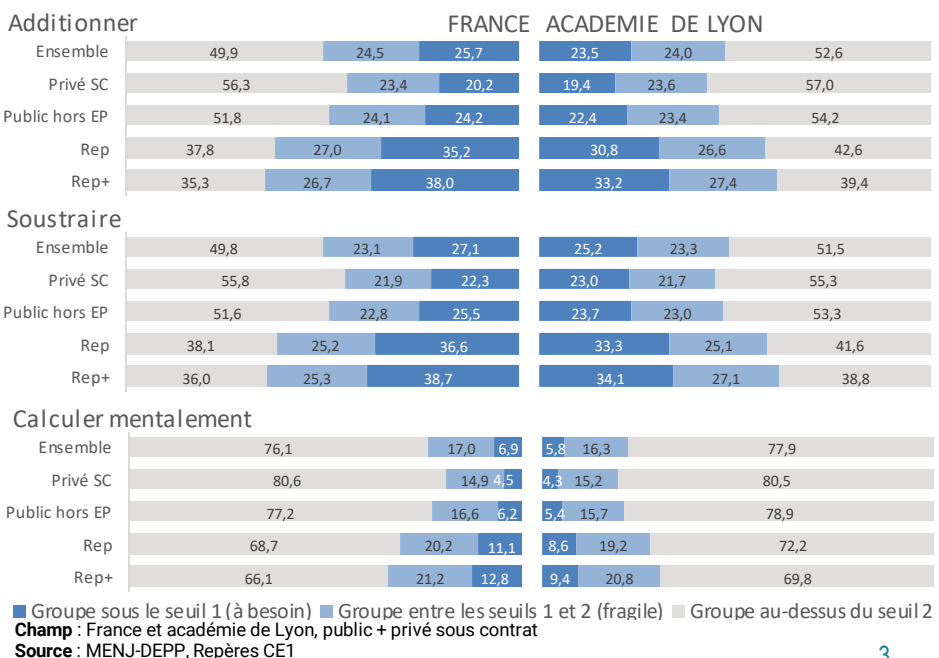 Additionner FRANCE ACADEMIE DE LYON
Ensemble 49,9 24,5 25,7 23,5 24,0 52,6
Privé SC 56,3 23,4 20,2 19,4 23,6 57,0
Public hors EP 51,8 24,1 24,2 22,4 23,4 54,2
Rep 37,8 27,0 35,2 30,8 26,6 42,6
Rep+ 35,3 26,7 38,0 33,2 27,4 39,4
Soustraire
Ensemble 49,8 23,1 27,1 25,2 23,3 51,5
Privé SC 55,8 21,9 22,3 23,0 21,7 55,3
Public hors EP 51,6 22,8 25,5 23,7 23,0 53,3
Rep 38,1 25,2 36,6 33,3 25,1 41,6
Rep+ 36,0 25,3 38,7 34,1 27,1 38,8
Calculer mentalement
Ensemble 76,1 17,0 6,9 5,8 16,3 77,9
Privé SC 80,6 14,9 4,5 4,3 15,2 80,5
Public hors EP 77,2 16,6 6,2 5,4 15,7 78,9
Rep 68,7 20,2 11,1 8,6 19,2 72,2
Rep+ 66,1 21,2 12,8 9,4 20,8 69,8
Groupe sous le seuil 1 (à besoin) Groupe entre les seuils 1 et 2 (fragile) Groupe au-dessus du seuil 2
Champ : France et académie de Lyon, public + privé sous contrat
Source : MENJ-DEPP, Repères CE1
3